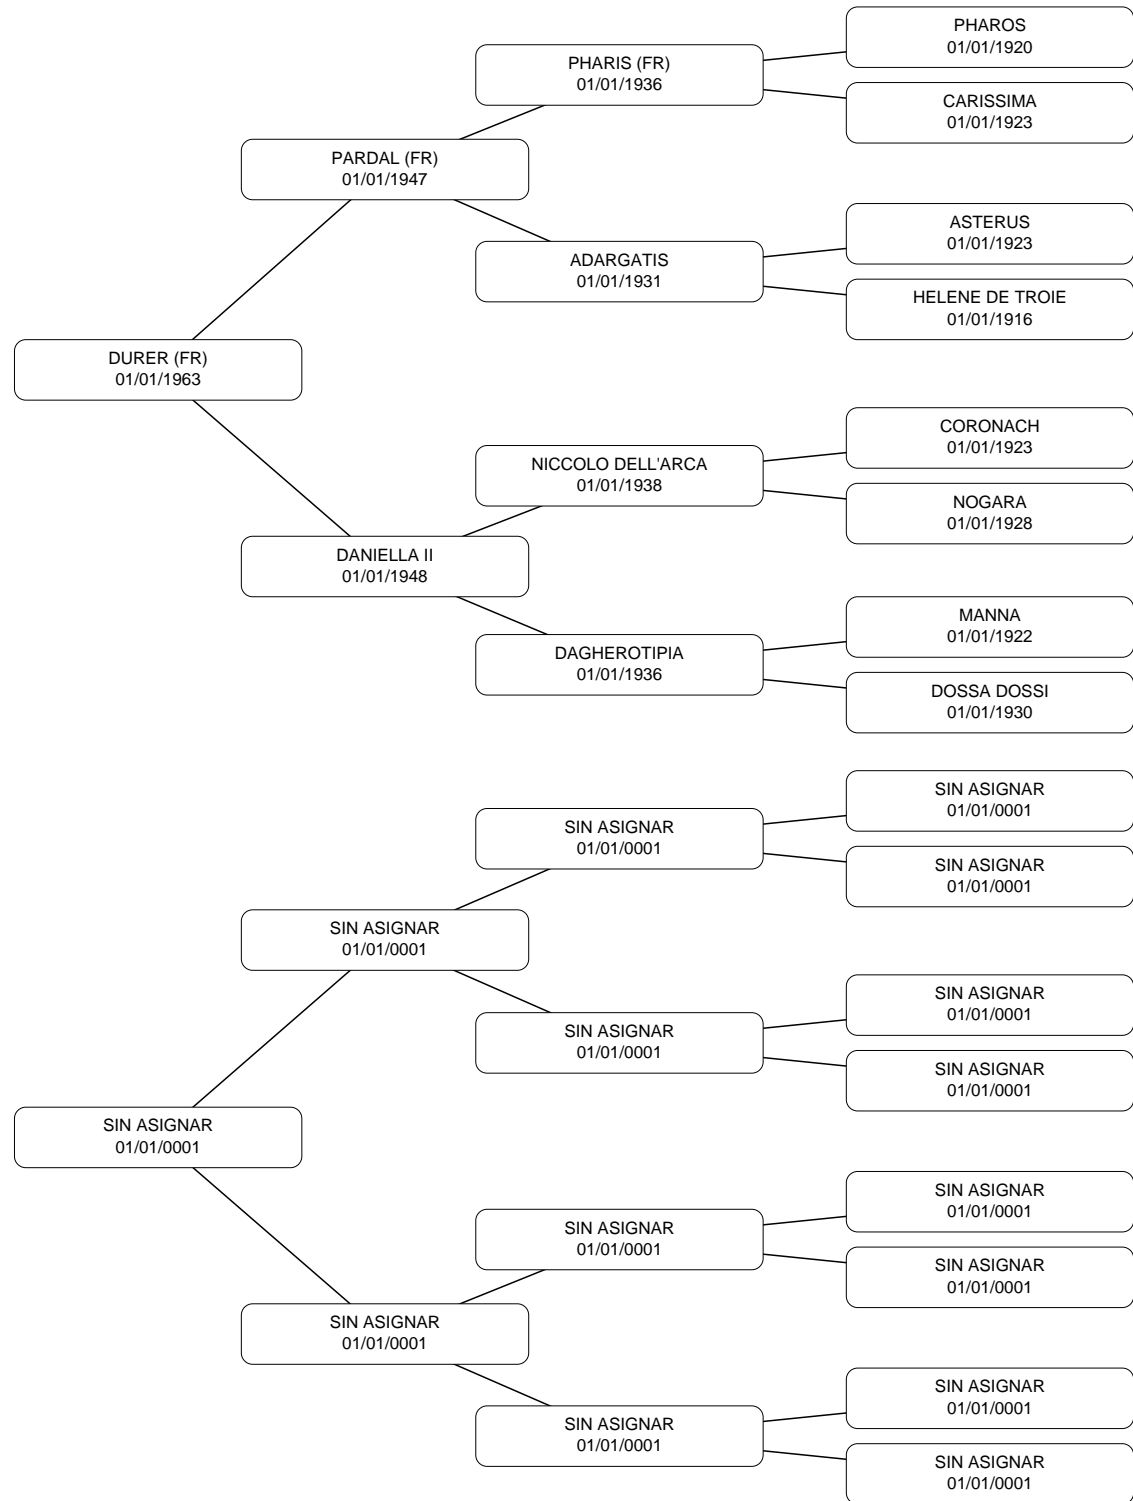 PHAROS
01/01/1920
PHARIS (FR)
01/01/1936
CARISSIMA
01/01/1923
PARDAL (FR)
01/01/1947
ASTERUS
01/01/1923
ADARGATIS
01/01/1931
HELENE DE TROIE
01/01/1916
DURER (FR)
01/01/1963
CORONACH
01/01/1923
NICCOLO DELL'ARCA
01/01/1938
NOGARA
01/01/1928
DANIELLA II
01/01/1948
MANNA
01/01/1922
DAGHEROTIPIA
01/01/1936
DOSSA DOSSI
01/01/1930
SIN ASIGNAR
01/01/0001
SIN ASIGNAR
01/01/0001
SIN ASIGNAR
01/01/0001
SIN ASIGNAR
01/01/0001
SIN ASIGNAR
01/01/0001
SIN ASIGNAR
01/01/0001
SIN ASIGNAR
01/01/0001
SIN ASIGNAR
01/01/0001
SIN ASIGNAR
01/01/0001
SIN ASIGNAR
01/01/0001
SIN ASIGNAR
01/01/0001
SIN ASIGNAR
01/01/0001
SIN ASIGNAR
01/01/0001
SIN ASIGNAR
01/01/0001
SIN ASIGNAR
01/01/0001